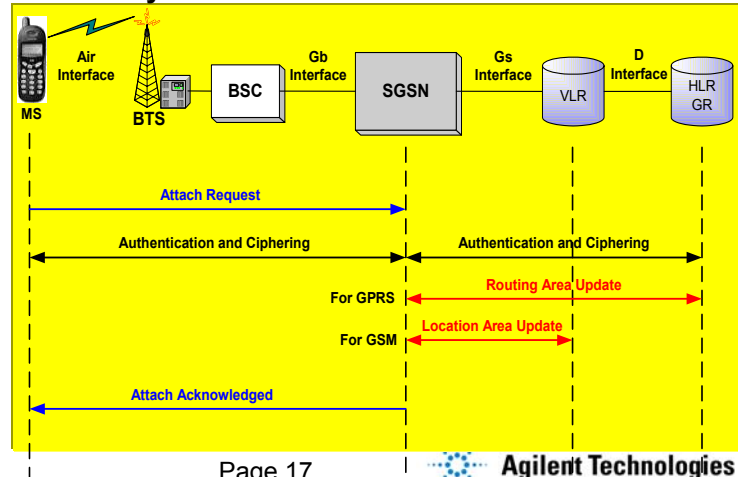 Air
Interface
Gb
Interface
Gs
Interface
D
Interface
MS
BTS
BSC
SGSN
VLR
HLR
GR
Attach Request
Authentication and Ciphering
Authentication and Ciphering
Routing Area Update
For GPRS
Location Area Update
For GSM
Attach Acknowledged
Page 17
Agilent Technologies